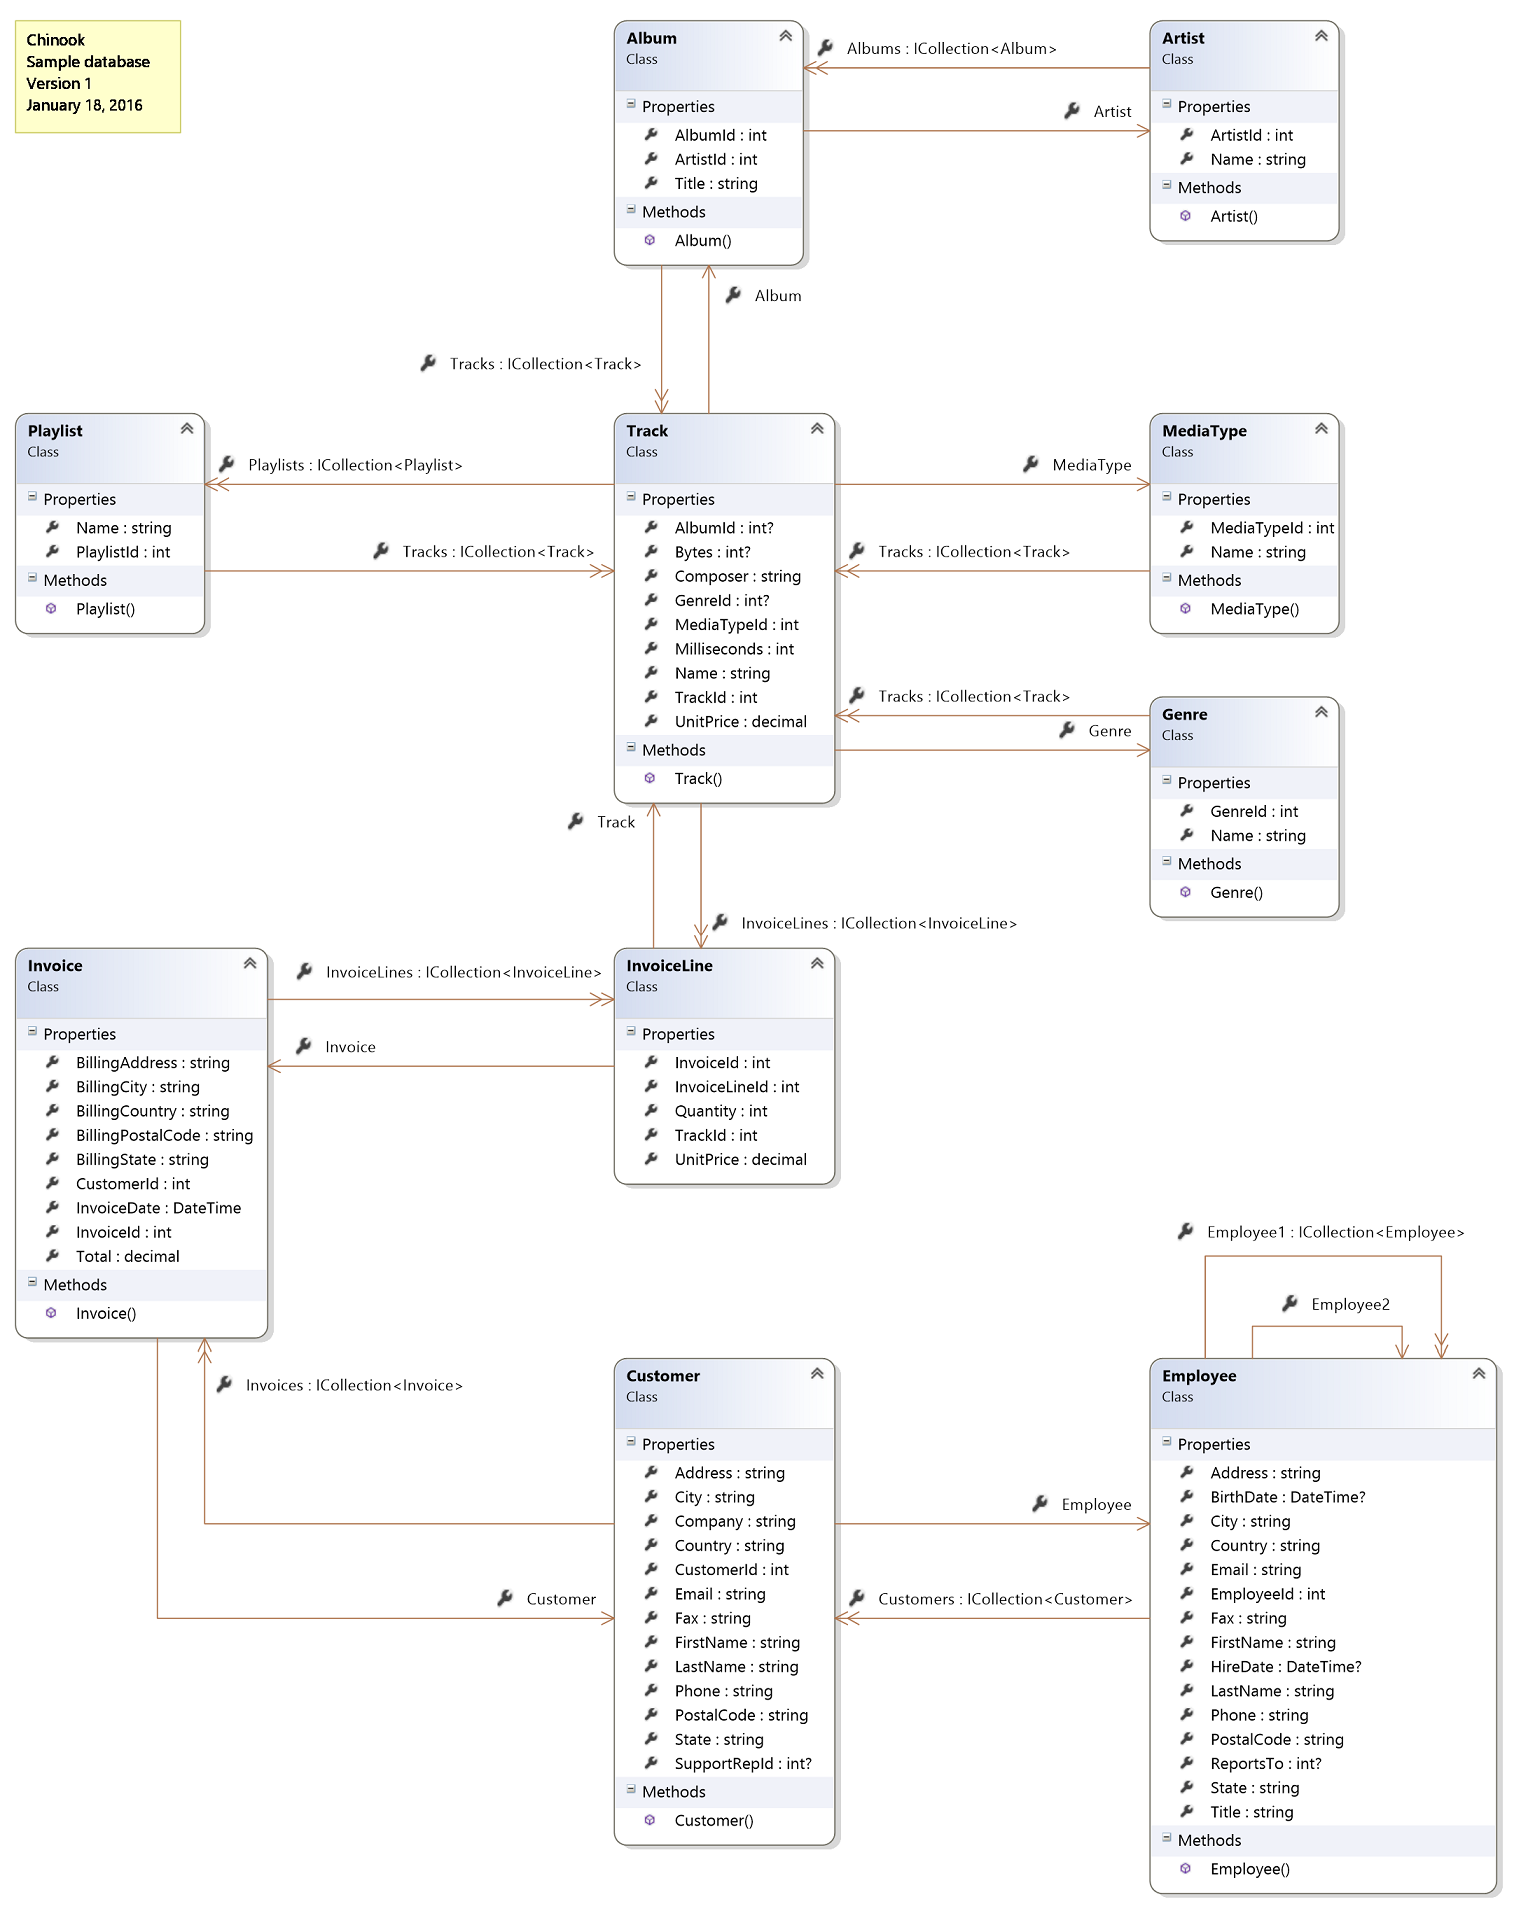 Chinook
Sample database
Version 1
January 18, 2016
Album
Class
Properties
AlbumId : int
ArtistId : int
Title : string
Methods
Album()
Albums : ICollection<Album>
Artist
Artist
Class
Properties
ArtistId : int
Name : string
Methods
Artist()
Album
Tracks : ICollection<Track>
Playlist
Class
Properties
Name : string
PlaylistId : int
Methods
Playlist()
Playlists : ICollection<Playlist>
Tracks : ICollection<Track>
Track
Class
Properties
AlbumId : int?
Bytes : int?
Composer : string
GenreId : int?
MediaTypeId : int
Milliseconds : int
Name : string
TrackId : int
UnitPrice : decimal
Methods
Track()
MediaType
Tracks : ICollection<Track>
MediaType
Class
Properties
MediaTypeId : int
Name : string
Methods
MediaType()
Tracks : ICollection<Track>
Genre
Genre
Class
Properties
GenreId : int
Name : string
Methods
Genre()
Track
InvoiceLines : ICollection<InvoiceLine>
Invoice
Class
Properties
BillingAddress : string
BillingCity : string
BillingCountry : string
BillingPostalCode : string
BillingState : string
CustomerId : int
InvoiceDate : DateTime
InvoiceId : int
Total : decimal
Methods
Invoice()
InvoiceLines : ICollection<InvoiceLine>
Invoice
InvoiceLine
Class
Properties
InvoiceId : int
InvoiceLineId : int
Quantity : int
TrackId : int
UnitPrice : decimal
Employee1 : ICollection<Employee>
Employee2
Invoices : ICollection<Invoice>
Customer
Customer
Class
Properties
Address : string
City : string
Company : string
Country : string
CustomerId : int
Email : string
Fax : string
FirstName : string
LastName : string
Phone : string
PostalCode : string
State : string
SupportRepId : int?
Methods
Customer()
Employee
Customers : ICollection<Customer>
Employee
Class
Properties
Address : string
BirthDate : DateTime?
City : string
Country : string
Email : string
EmployeeId : int
Fax : string
FirstName : string
HireDate : DateTime?
LastName : string
Phone : string
PostalCode : string
ReportsTo : int?
State : string
Title : string
Methods
Employee()